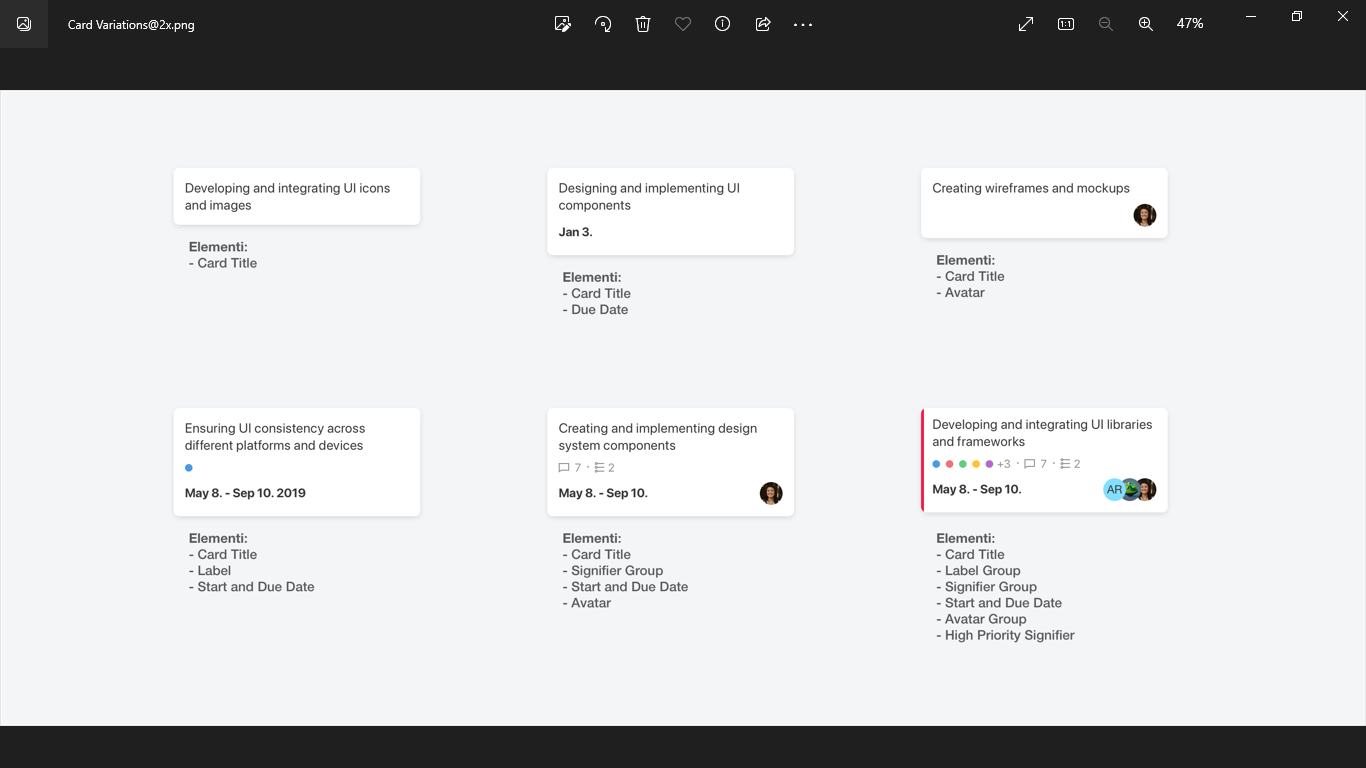 Card Variations@2x.png
47%
Developing and integrating UI icons
and images
Elementi:
- Card Title
Designing and implementing UI
components
Jan 3.
Elementi:
- Card Title
- Due Date
Creating wireframes and mockups
Elementi:
- Card Title
- Avatar
Ensuring UI consistency across
different platforms and devices
May 8. - Sep 10. 2019
Elementi:
- Card Title
- Label
- Start and Due Date
Creating and implementing design
system components
7 · 2
May 8. - Sep 10.
Elementi:
- Card Title
- Signifier Group
- Start and Due Date
- Avatar
Developing and integrating UI libraries
and frameworks
+3 · 7 · 2
May 8. - Sep 10. AR
Elementi:
- Card Title
- Label Group
- Signifier Group
- Start and Due Date
- Avatar Group
- High Priority Signifier